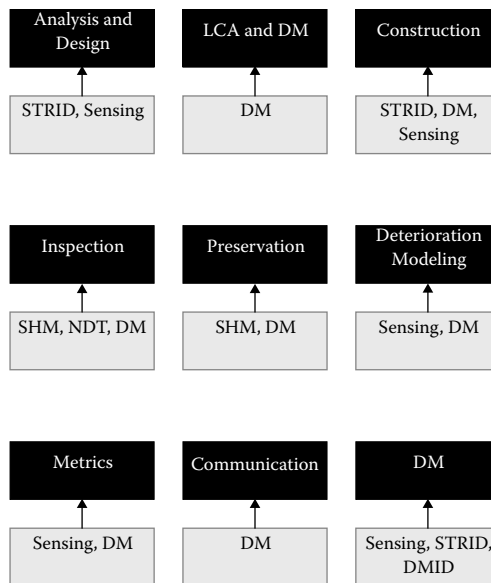 Analysis and
Design
LCA and DM
Construction
STRID, Sensing
DM
STRID, DM,
Sensing
Inspection
Preservation
Deterioration
Modeling
SHM, NDT, DM
SHM, DM
Sensing, DM
Metrics
Communication
DM
Sensing, DM
DM
Sensing, STRID,
DMID